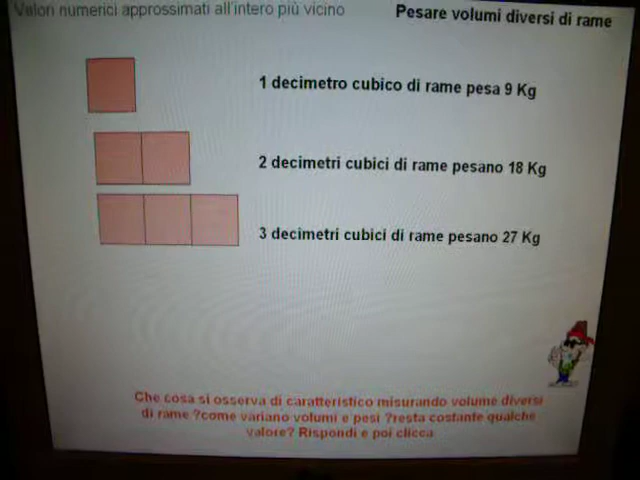 Valori numerici approssimati all'intero più vicino
Pesare volumi diversi di rame
1 decimetro cubico di rame pesa 9 Kg
2 decimetri cubici di rame pesano 18 Kg
3 decimetri cubici di rame pesano 27 Kg
Che cosa si osserva di caratteristico misurando volume diversi
di rame ?come variano volumi e pesi ?resta costante qualche
valore? Rispondi e poi clicca